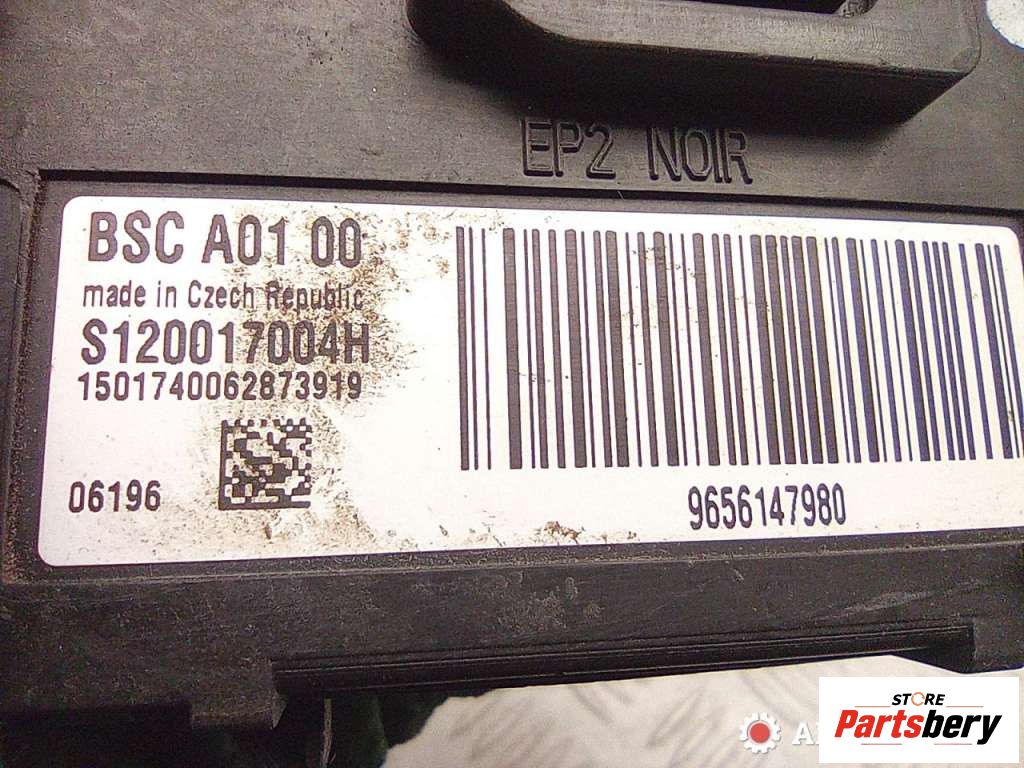 EP2 NOIR
BSC A01 00
made in Czech Republic
S120017004H
1501740062873919
06196
9656147980
STORE
Partsbery